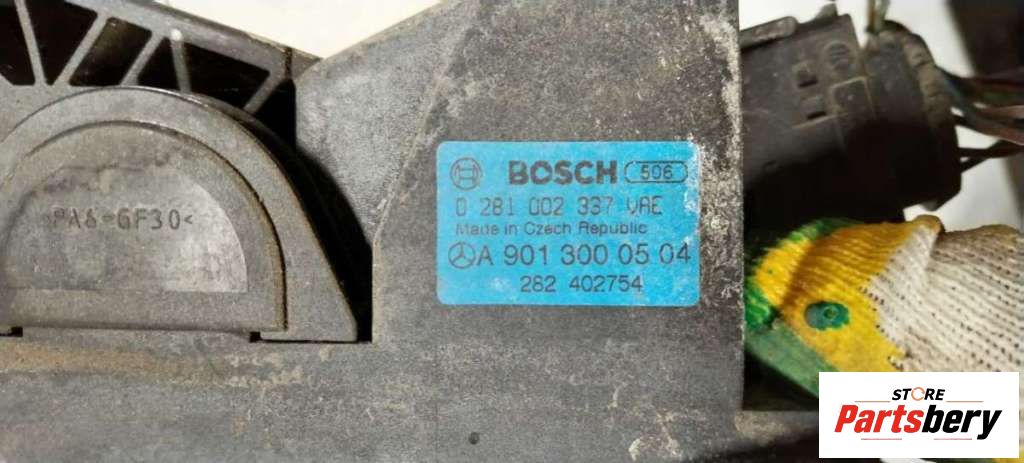 >PA6-GF30<
BOSCH 506
0 281 002 337 VAE
Made in Czech Republic
A 901 300 05 04
282 402754
STORE
Partsbery